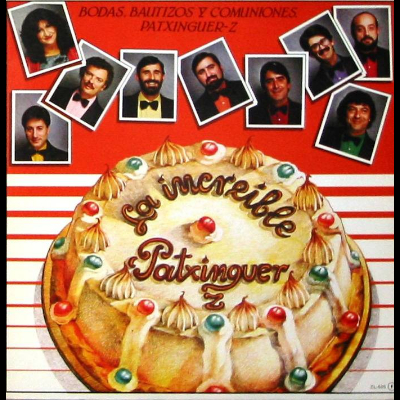 BODAS, BAUTIZOS Y COMUNIONES,
PATXINGUER-Z
La increible
Patxinguer
Z